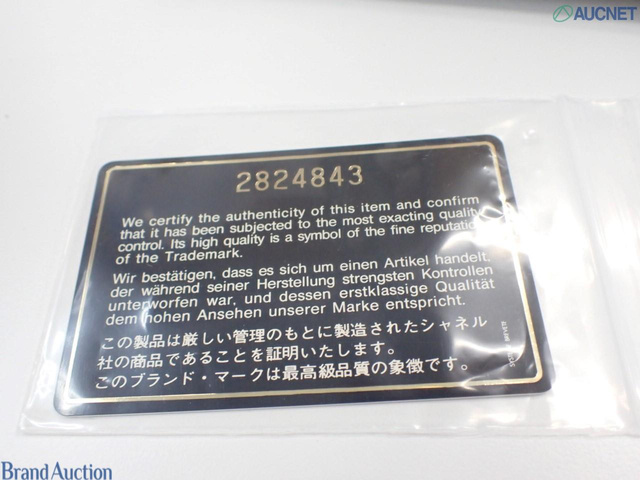 AUCNET
2824843
We certify the authenticity of this item and confirm
that it has been subjected to the most exacting quality
control. Its high quality is a symbol of the fine reputation
of the Trademark.
Wir bestätigen, dass es sich um einen Artikel handelt,
der während seiner Herstellung strengsten Kontrollen
unterworfen war, und dessen erstklassige Qualität
dem hohen Ansehen unserer Marke entspricht.
この製品は厳しい管理のもとに製造されたシャネル
社の商品であることを証明いたします。
このブランド・マークは最高級品質の象徴です。
Brand Auction